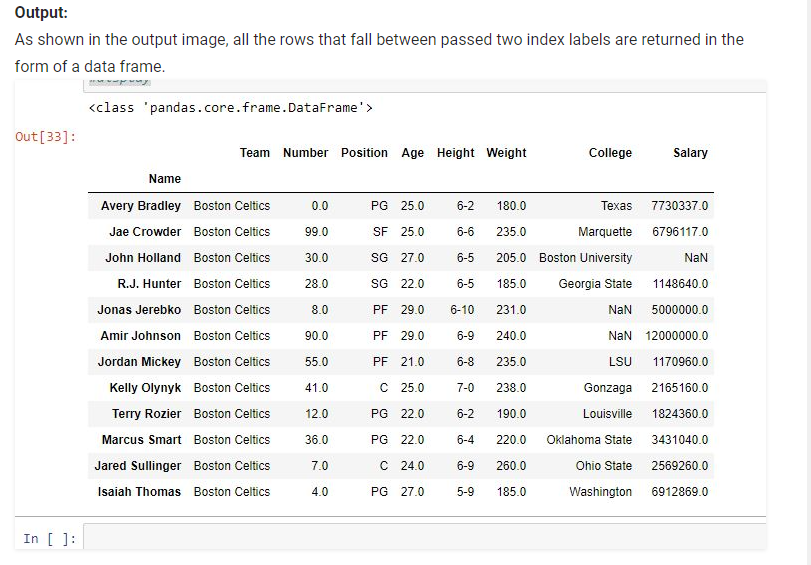 Output:
As shown in the output image, all the rows that fall between passed two index labels are returned in the
form of a data frame.
<class 'pandas.core.frame.DataFrame'>
Out[33]:
Team Number Position Age Height Weight College Salary
Name
Avery Bradley Boston Celtics 0.0 PG 25.0 6-2 180.0 Texas 7730337.0
Jae Crowder Boston Celtics 99.0 SF 25.0 6-6 235.0 Marquette 6796117.0
John Holland Boston Celtics 30.0 SG 27.0 6-5 205.0 Boston University NaN
R.J. Hunter Boston Celtics 28.0 SG 22.0 6-5 185.0 Georgia State 1148640.0
Jonas Jerebko Boston Celtics 8.0 PF 29.0 6-10 231.0 NaN 5000000.0
Amir Johnson Boston Celtics 90.0 PF 29.0 6-9 240.0 NaN 12000000.0
Jordan Mickey Boston Celtics 55.0 PF 21.0 6-8 235.0 LSU 1170960.0
Kelly Olynyk Boston Celtics 41.0 C 25.0 7-0 238.0 Gonzaga 2165160.0
Terry Rozier Boston Celtics 12.0 PG 22.0 6-2 190.0 Louisville 1824360.0
Marcus Smart Boston Celtics 36.0 PG 22.0 6-4 220.0 Oklahoma State 3431040.0
Jared Sullinger Boston Celtics 7.0 C 24.0 6-9 260.0 Ohio State 2569260.0
Isaiah Thomas Boston Celtics 4.0 PG 27.0 5-9 185.0 Washington 6912869.0
In [ ]: